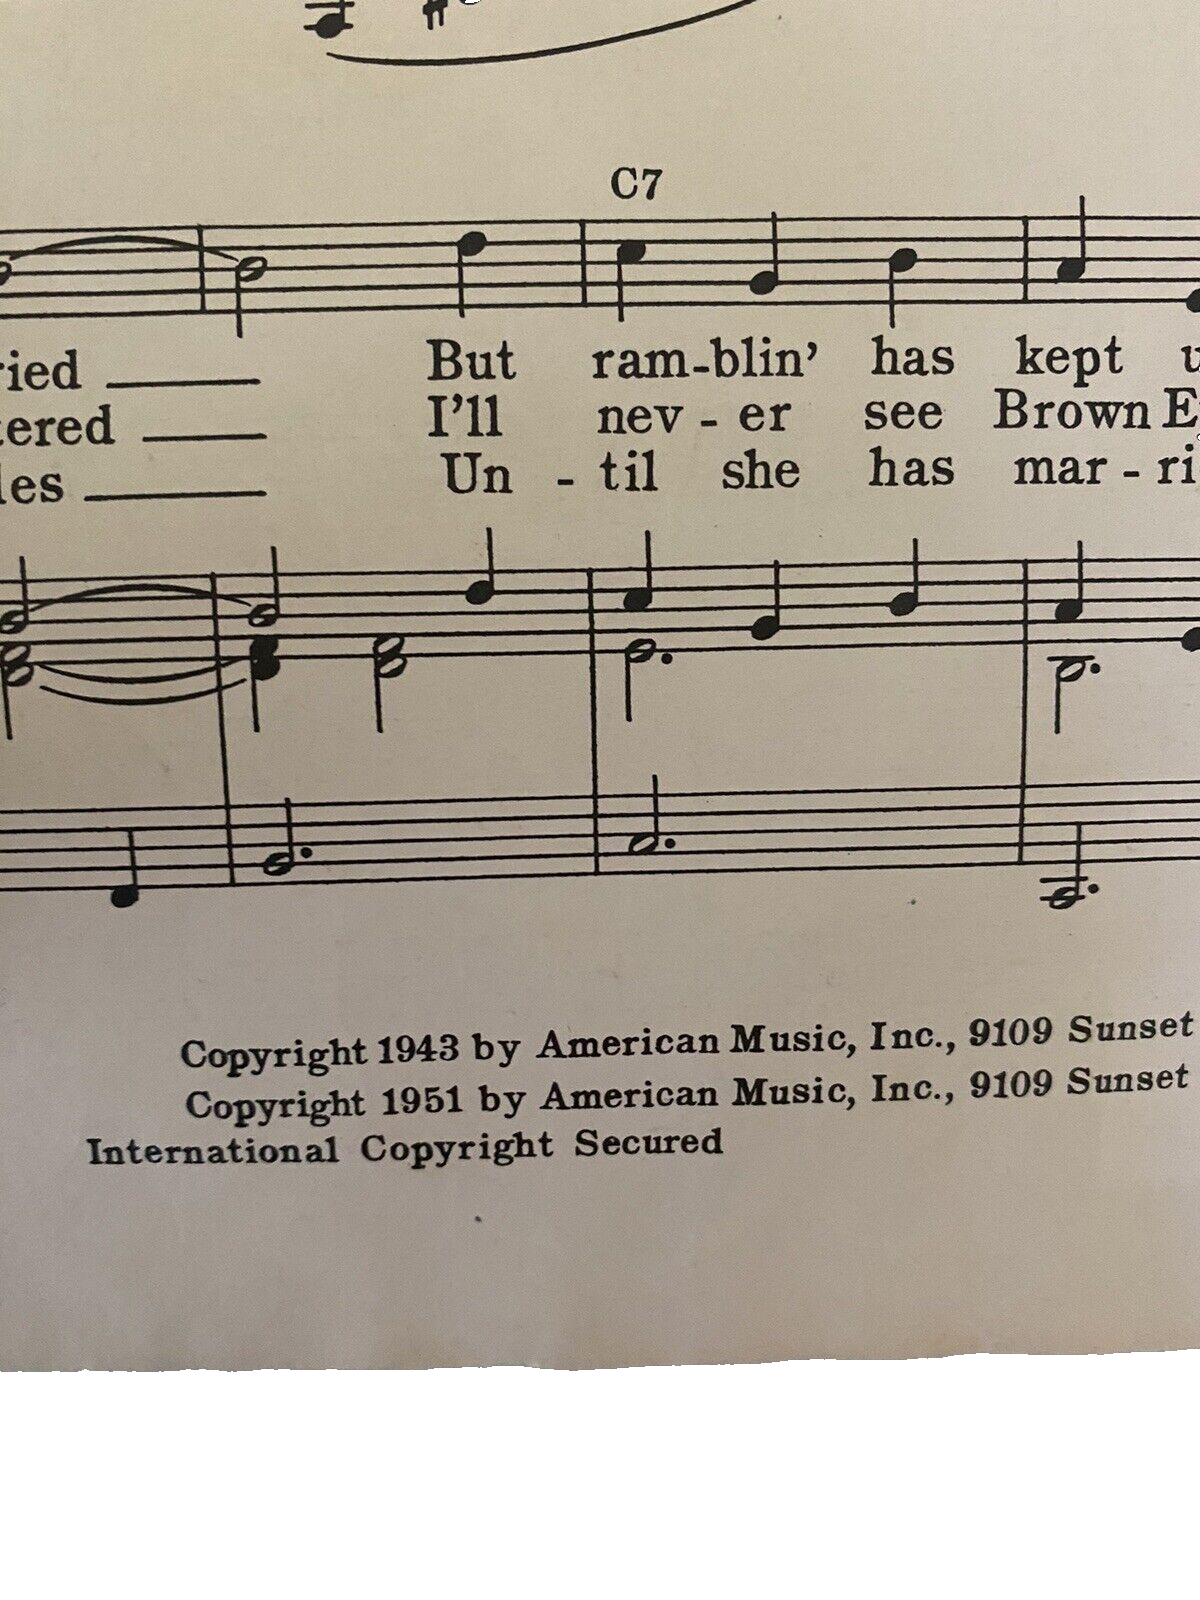 C7
ried But ram-blin' has kept u
tered I'll nev - er see Brown Ey
les Un - til she has mar - ri
Copyright 1943 by American Music, Inc., 9109 Sunset
Copyright 1951 by American Music, Inc., 9109 Sunset
International Copyright Secured